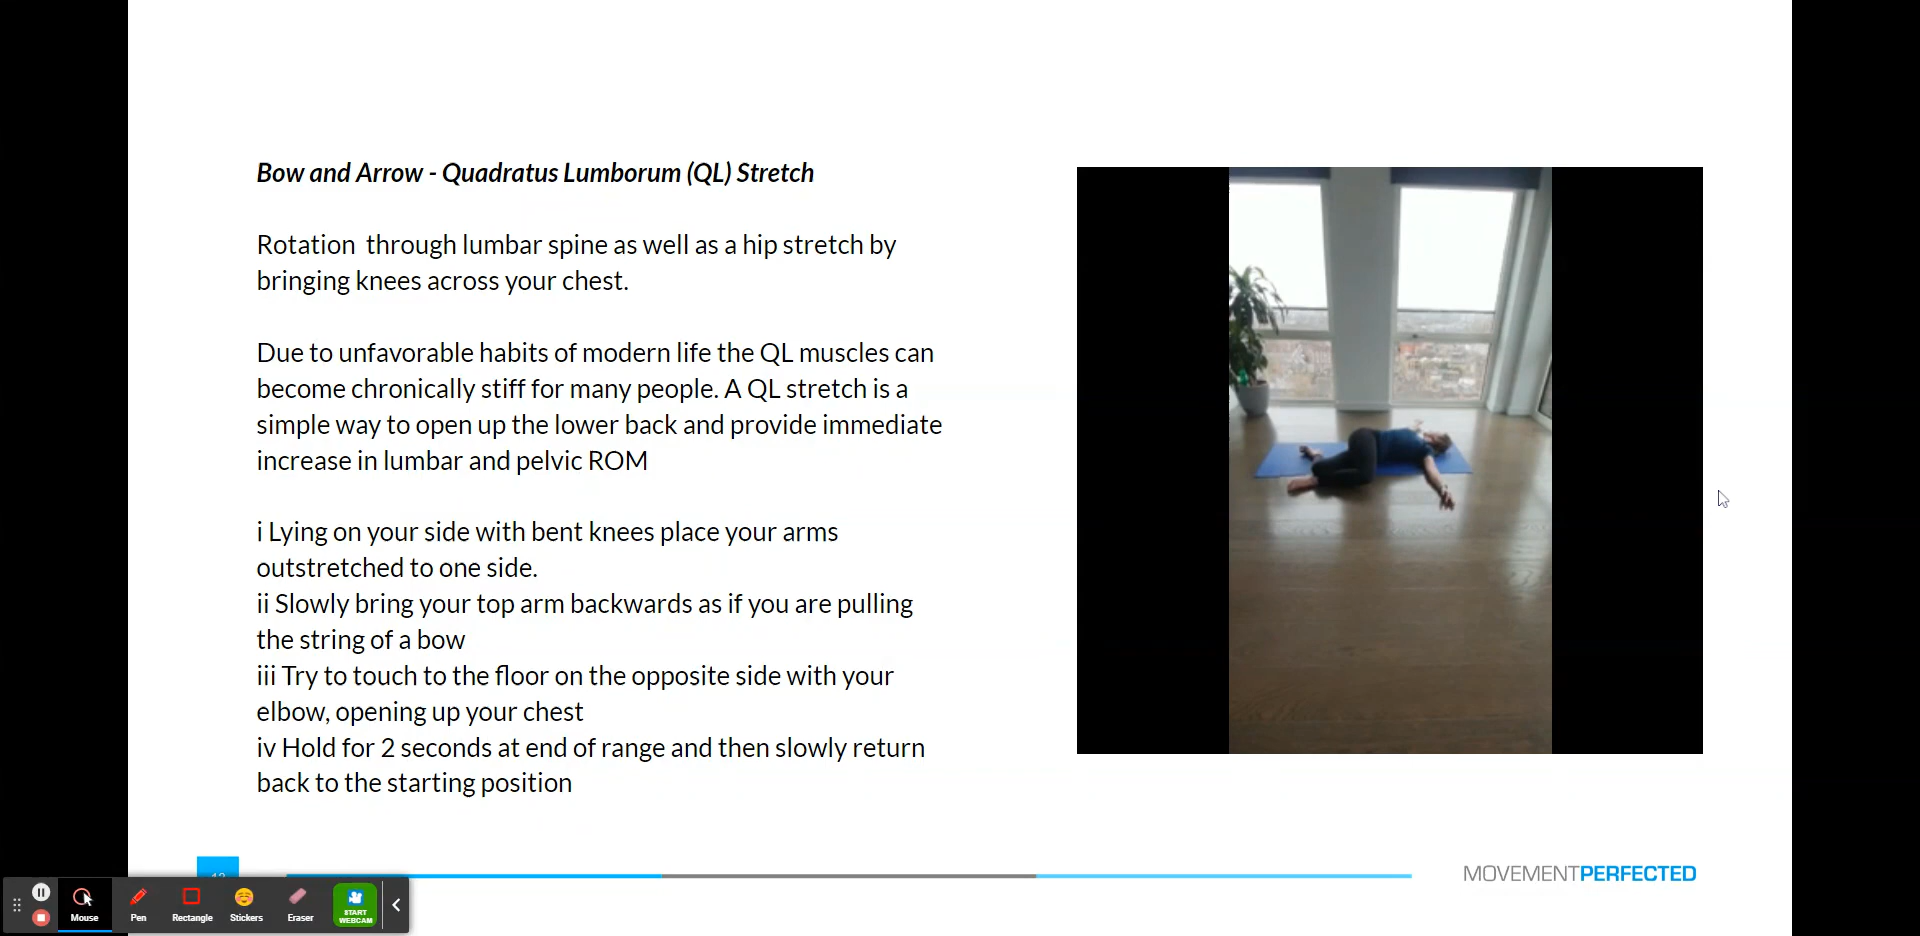 Bow and Arrow - Quadratus Lumborum (QL) Stretch
Rotation through lumbar spine as well as a hip stretch by
bringing knees across your chest.
Due to unfavorable habits of modern life the QL muscles can
become chronically stiff for many people. A QL stretch is a
simple way to open up the lower back and provide immediate
increase in lumbar and pelvic ROM
i Lying on your side with bent knees place your arms
outstretched to one side.
ii Slowly bring your top arm backwards as if you are pulling
the string of a bow
iii Try to touch to the floor on the opposite side with your
elbow, opening up your chest
iv Hold for 2 seconds at end of range and then slowly return
back to the starting position
MOVEMENTPERFECTED
Mouse
Pen
Rectangle
Stickers
Eraser
START
WEBCAM